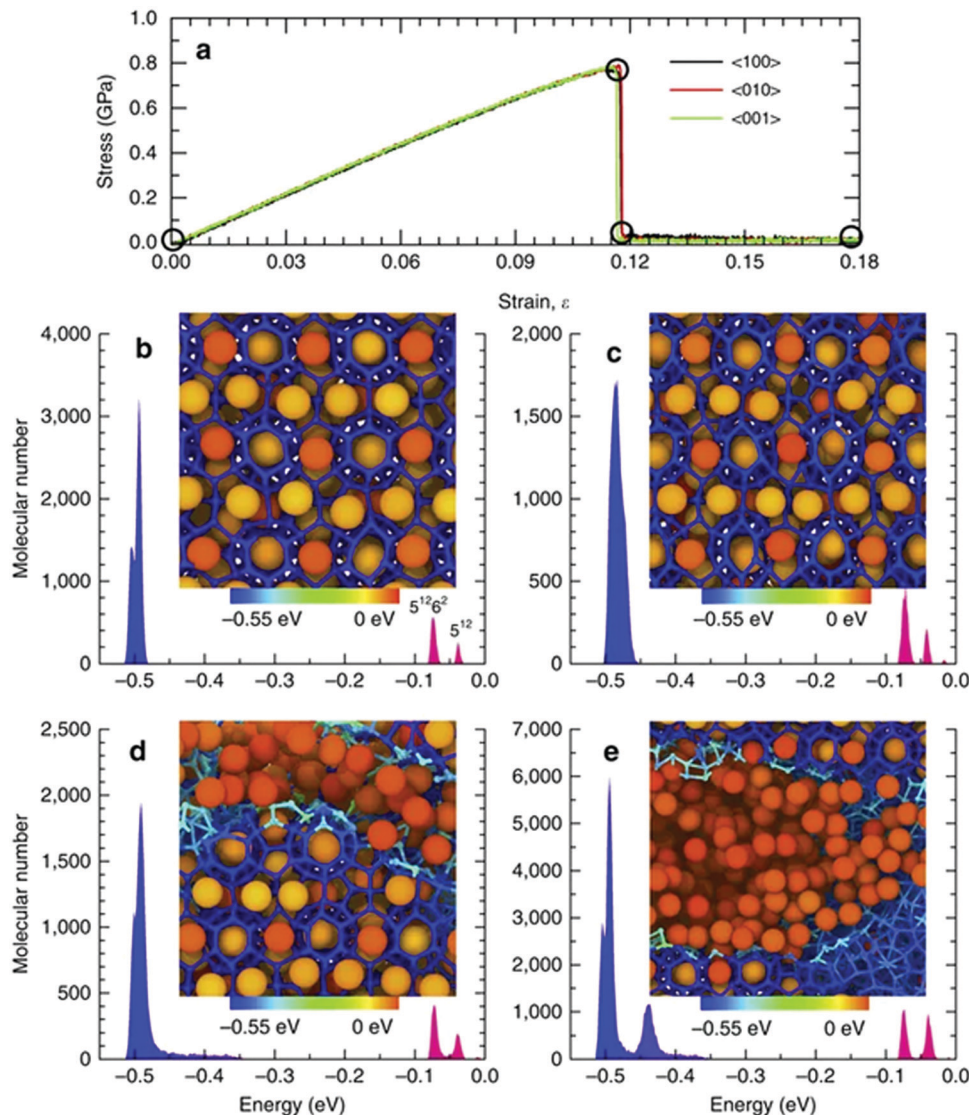 a
1.0
0.8
0.6
0.4
0.2
0.0
Stress (GPa)
<100>
<010>
<001>
0.00 0.03 0.06 0.09 0.12 0.15 0.18
Strain, ε
b
4,000
3,000
2,000
1,000
0
Molecular number
5¹²6²
5¹²
−0.55 eV 0 eV
−0.5 −0.4 −0.3 −0.2 −0.1 0.0
c
2,000
1,500
1,000
500
0
−0.55 eV 0 eV
−0.5 −0.4 −0.3 −0.2 −0.1 0.0
d
2,500
2,000
1,500
1,000
500
0
Molecular number
−0.55 eV 0 eV
−0.5 −0.4 −0.3 −0.2 −0.1 0.0
Energy (eV)
e
7,000
6,000
5,000
4,000
3,000
2,000
1,000
0
−0.55 eV 0 eV
−0.5 −0.4 −0.3 −0.2 −0.1 0.0
Energy (eV)